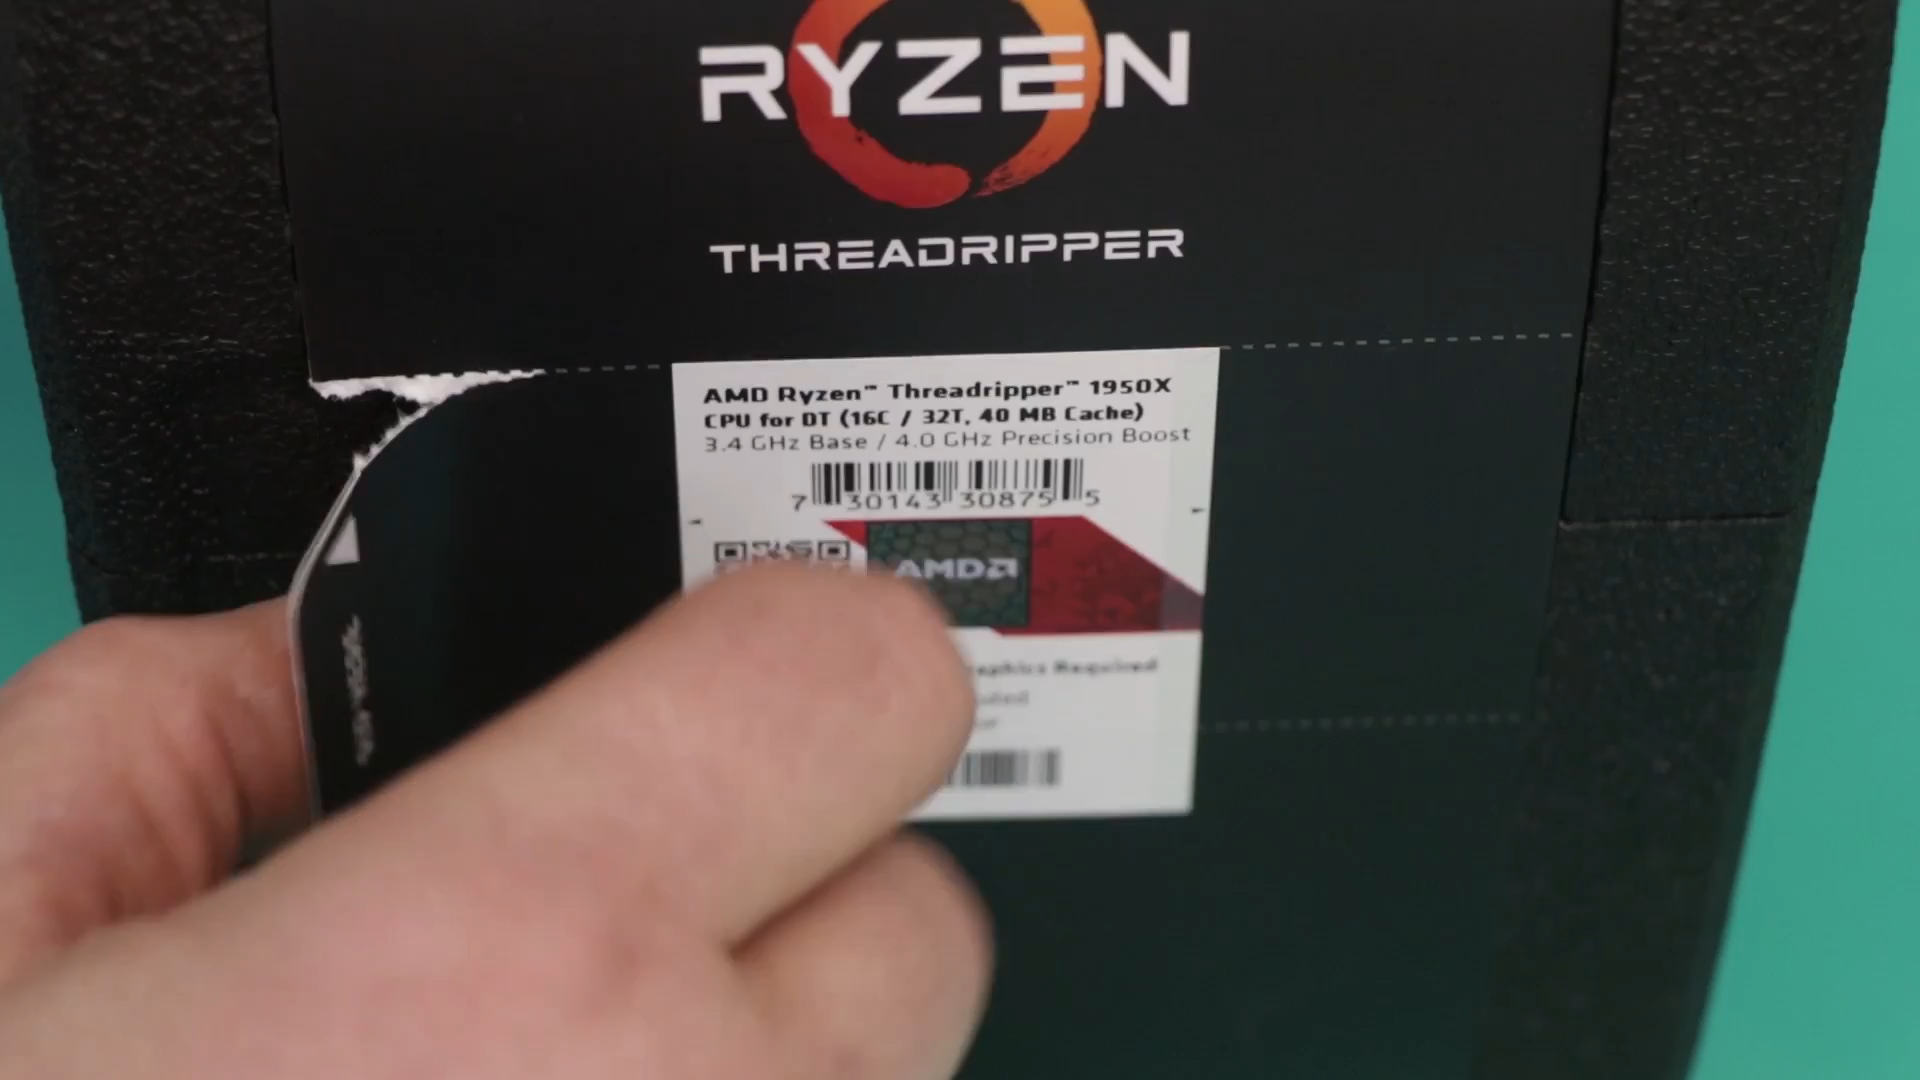 RYZEN
THREADRIPPER
AMD Ryzen™ Threadripper™ 1950X
CPU for DT (16C / 32T, 40 MB Cache)
3.4 GHz Base / 4.0 GHz Precision Boost
7 30143 30875 5
AMD
Required